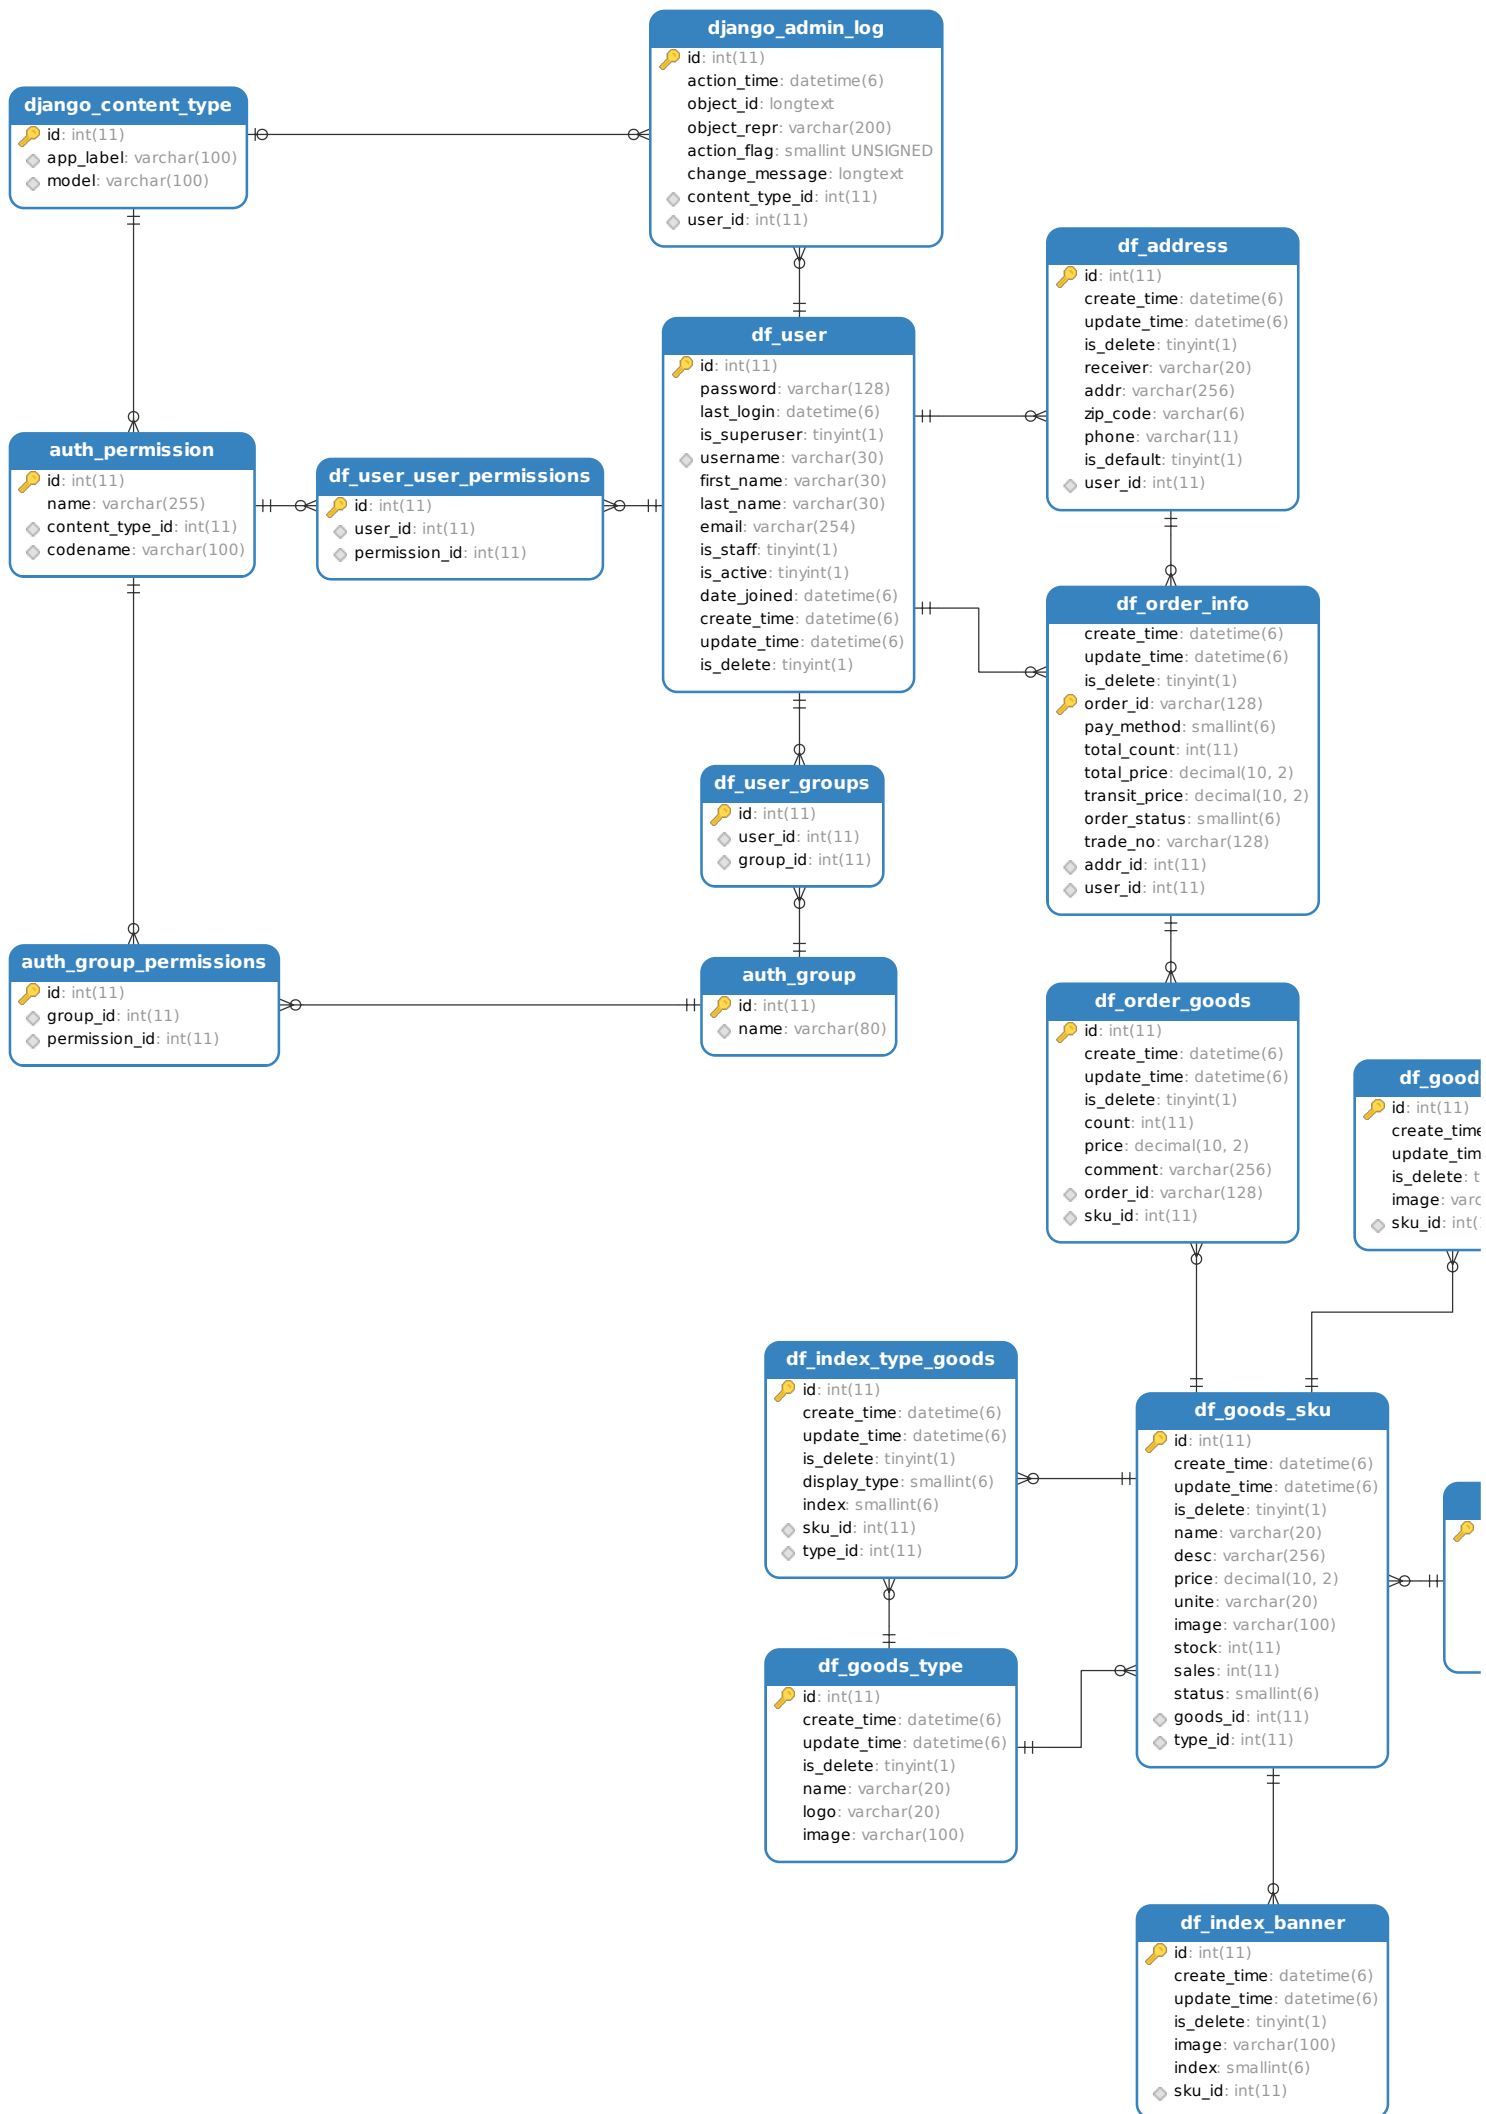 django_admin_log
id: int(11)
action_time: datetime(6)
object_id: longtext
object_repr: varchar(200)
action_flag: smallint UNSIGNED
change_message: longtext
content_type_id: int(11)
user_id: int(11)
django_content_type
id: int(11)
app_label: varchar(100)
model: varchar(100)
df_address
id: int(11)
create_time: datetime(6)
update_time: datetime(6)
is_delete: tinyint(1)
receiver: varchar(20)
addr: varchar(256)
zip_code: varchar(6)
phone: varchar(11)
is_default: tinyint(1)
user_id: int(11)
df_user
id: int(11)
password: varchar(128)
last_login: datetime(6)
is_superuser: tinyint(1)
username: varchar(30)
first_name: varchar(30)
last_name: varchar(30)
email: varchar(254)
is_staff: tinyint(1)
is_active: tinyint(1)
date_joined: datetime(6)
create_time: datetime(6)
update_time: datetime(6)
is_delete: tinyint(1)
auth_permission
id: int(11)
name: varchar(255)
content_type_id: int(11)
codename: varchar(100)
df_user_user_permissions
id: int(11)
user_id: int(11)
permission_id: int(11)
df_order_info
create_time: datetime(6)
update_time: datetime(6)
is_delete: tinyint(1)
order_id: varchar(128)
pay_method: smallint(6)
total_count: int(11)
total_price: decimal(10, 2)
transit_price: decimal(10, 2)
order_status: smallint(6)
trade_no: varchar(128)
addr_id: int(11)
user_id: int(11)
df_user_groups
id: int(11)
user_id: int(11)
group_id: int(11)
auth_group_permissions
id: int(11)
group_id: int(11)
permission_id: int(11)
auth_group
id: int(11)
name: varchar(80)
df_order_goods
id: int(11)
create_time: datetime(6)
update_time: datetime(6)
is_delete: tinyint(1)
count: int(11)
price: decimal(10, 2)
comment: varchar(256)
order_id: varchar(128)
sku_id: int(11)
df_good
id: int(11)
create_time
update_tim
is_delete: t
image: varc
sku_id: int(
df_index_type_goods
id: int(11)
create_time: datetime(6)
update_time: datetime(6)
is_delete: tinyint(1)
display_type: smallint(6)
index: smallint(6)
sku_id: int(11)
type_id: int(11)
df_goods_sku
id: int(11)
create_time: datetime(6)
update_time: datetime(6)
is_delete: tinyint(1)
name: varchar(20)
desc: varchar(256)
price: decimal(10, 2)
unite: varchar(20)
image: varchar(100)
stock: int(11)
sales: int(11)
status: smallint(6)
goods_id: int(11)
type_id: int(11)
df_goods_type
id: int(11)
create_time: datetime(6)
update_time: datetime(6)
is_delete: tinyint(1)
name: varchar(20)
logo: varchar(20)
image: varchar(100)
df_index_banner
id: int(11)
create_time: datetime(6)
update_time: datetime(6)
is_delete: tinyint(1)
image: varchar(100)
index: smallint(6)
sku_id: int(11)